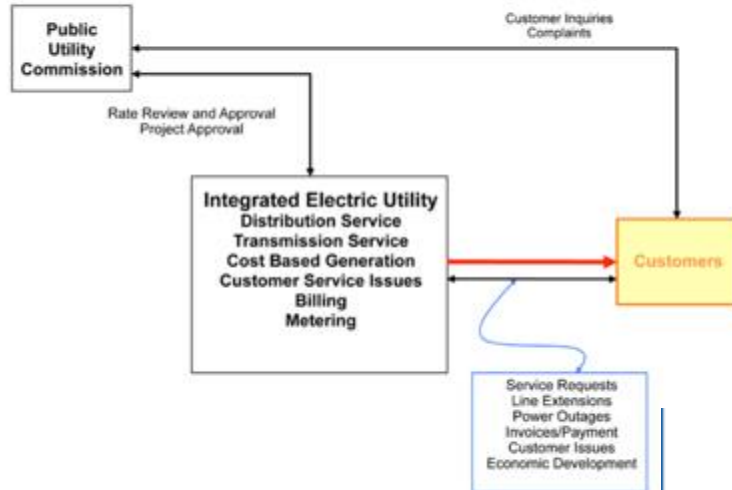 Public
Utility
Commission
Customer Inquiries
Complaints
Rate Review and Approval
Project Approval
Integrated Electric Utility
Distribution Service
Transmission Service
Cost Based Generation
Customer Service Issues
Billing
Metering
Customers
Service Requests
Line Extensions
Power Outages
Invoices/Payment
Customer Issues
Economic Development